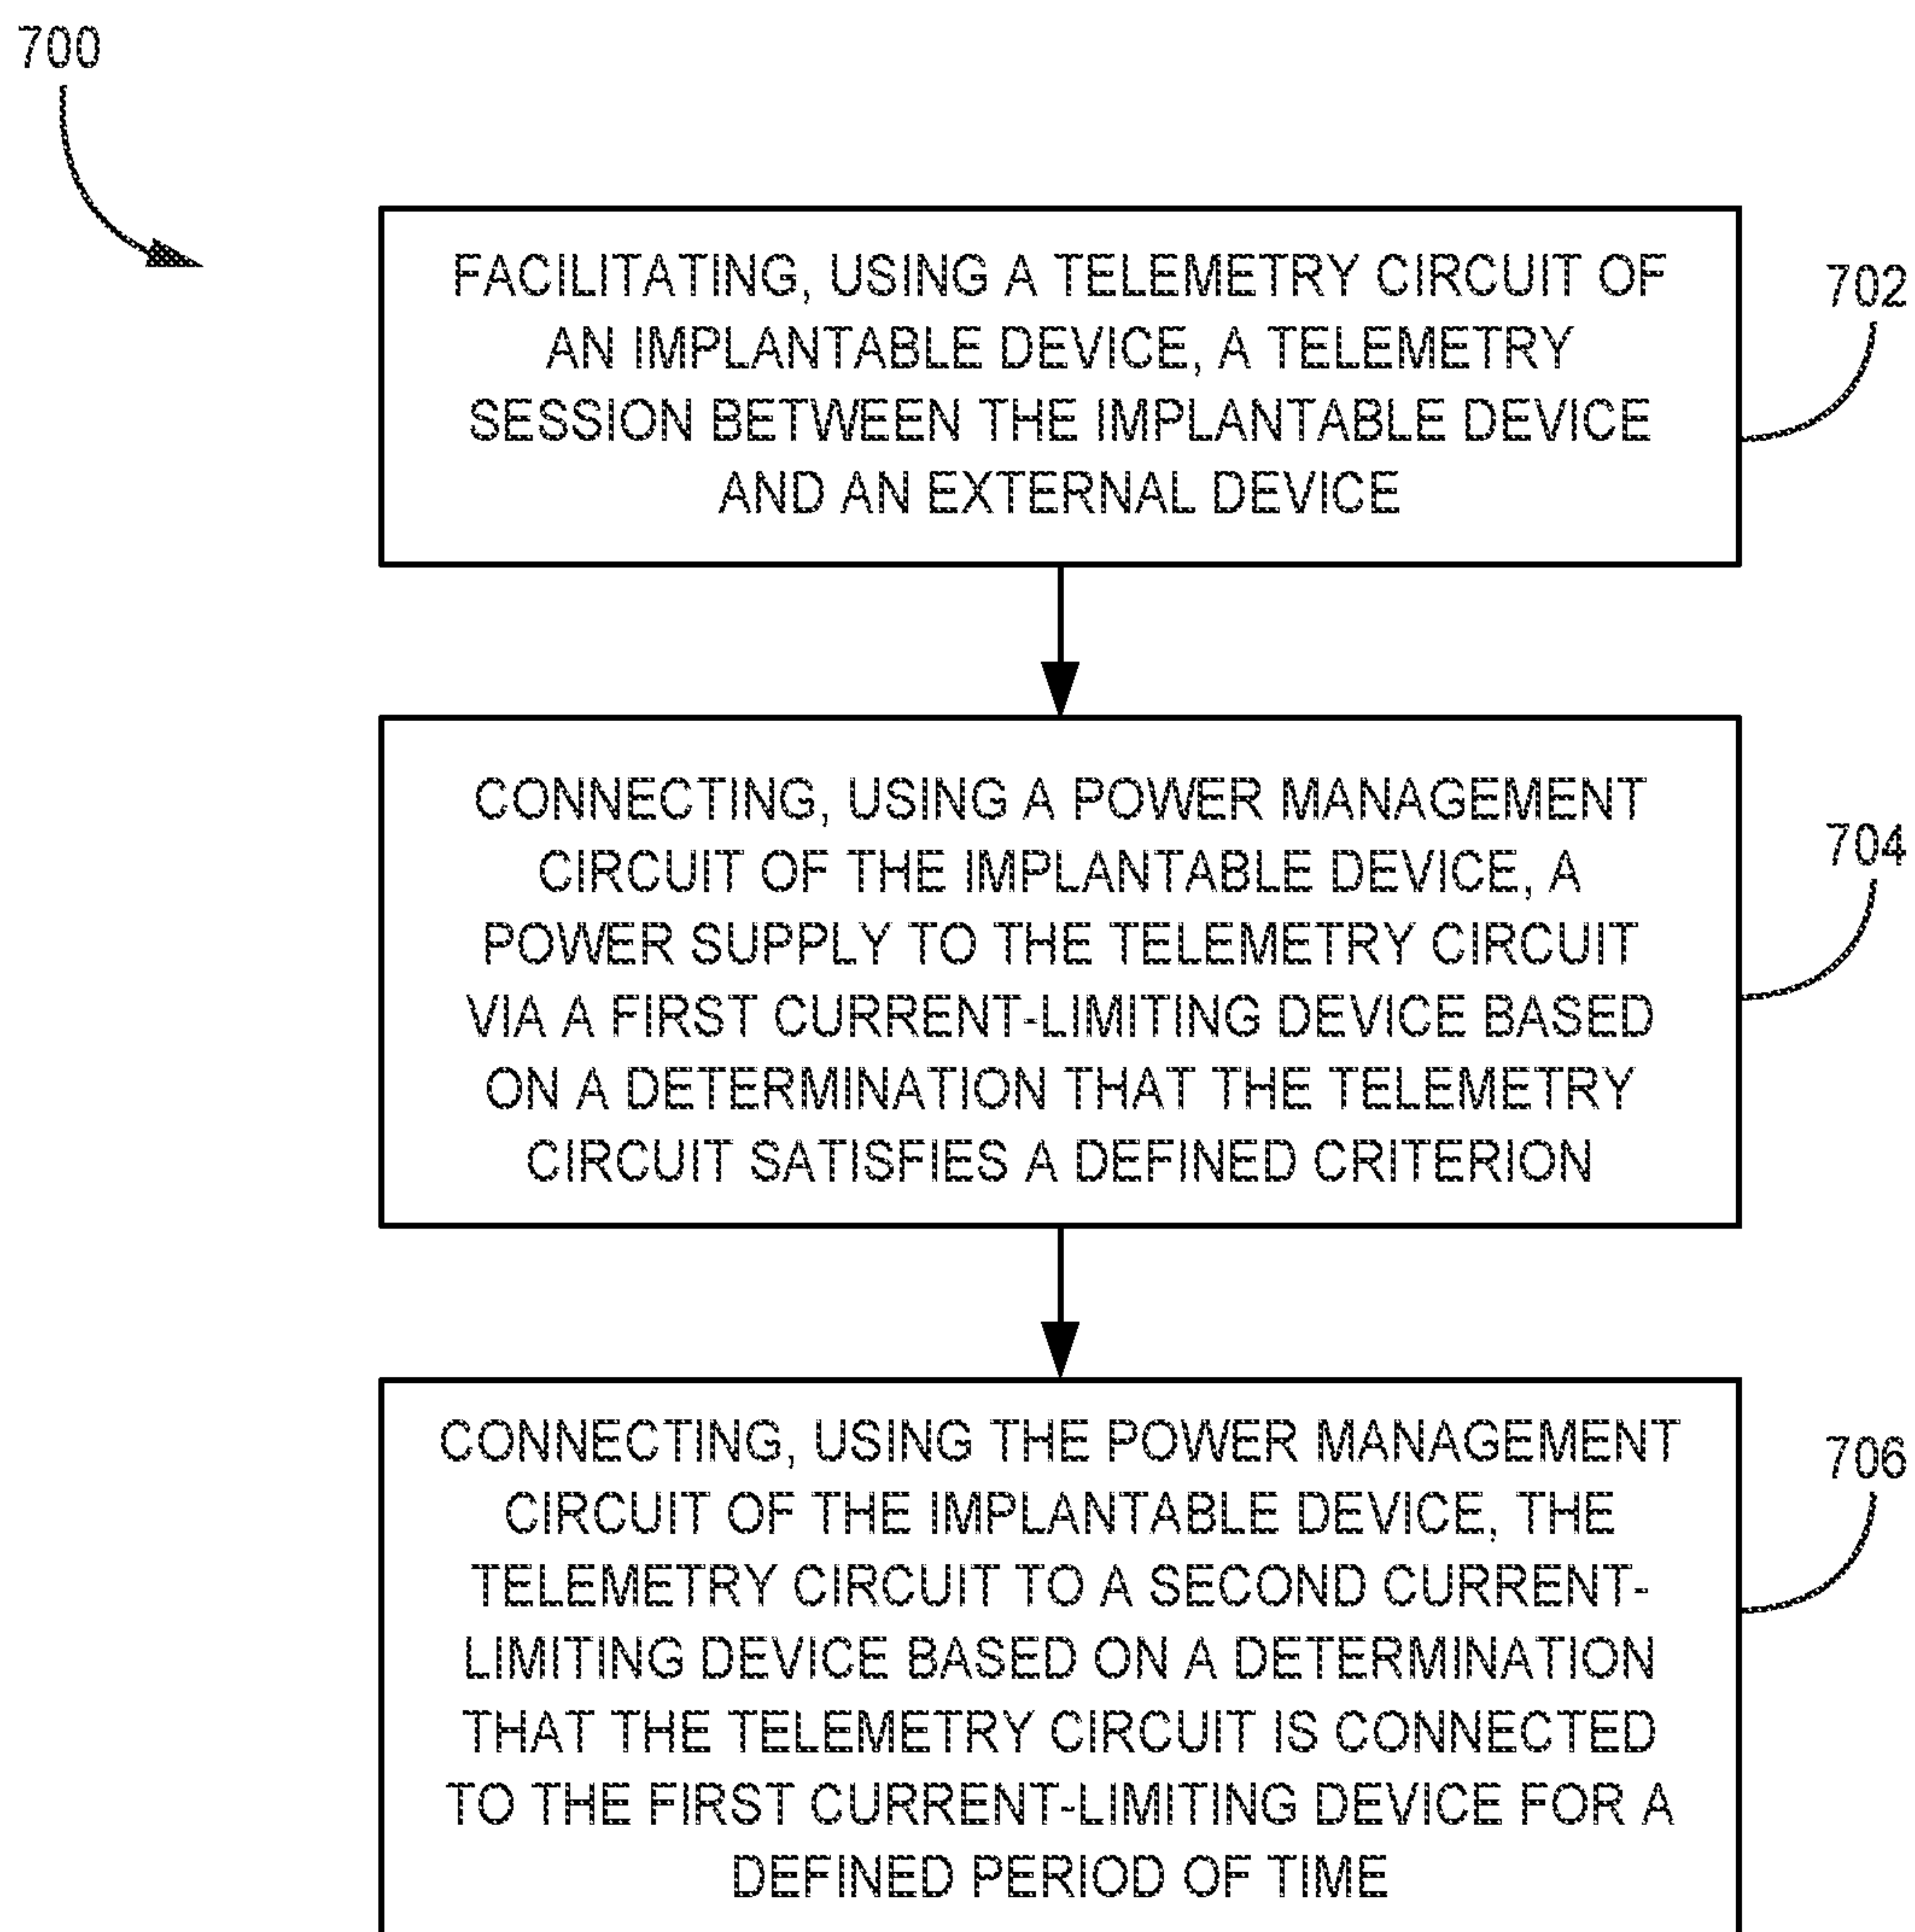 700
FACILITATING, USING A TELEMETRY CIRCUIT OF
AN IMPLANTABLE DEVICE, A TELEMETRY
SESSION BETWEEN THE IMPLANTABLE DEVICE
AND AN EXTERNAL DEVICE
702
CONNECTING, USING A POWER MANAGEMENT
CIRCUIT OF THE IMPLANTABLE DEVICE, A
POWER SUPPLY TO THE TELEMETRY CIRCUIT
VIA A FIRST CURRENT-LIMITING DEVICE BASED
ON A DETERMINATION THAT THE TELEMETRY
CIRCUIT SATISFIES A DEFINED CRITERION
704
CONNECTING, USING THE POWER MANAGEMENT
CIRCUIT OF THE IMPLANTABLE DEVICE, THE
TELEMETRY CIRCUIT TO A SECOND CURRENT-
LIMITING DEVICE BASED ON A DETERMINATION
THAT THE TELEMETRY CIRCUIT IS CONNECTED
TO THE FIRST CURRENT-LIMITING DEVICE FOR A
DEFINED PERIOD OF TIME
706